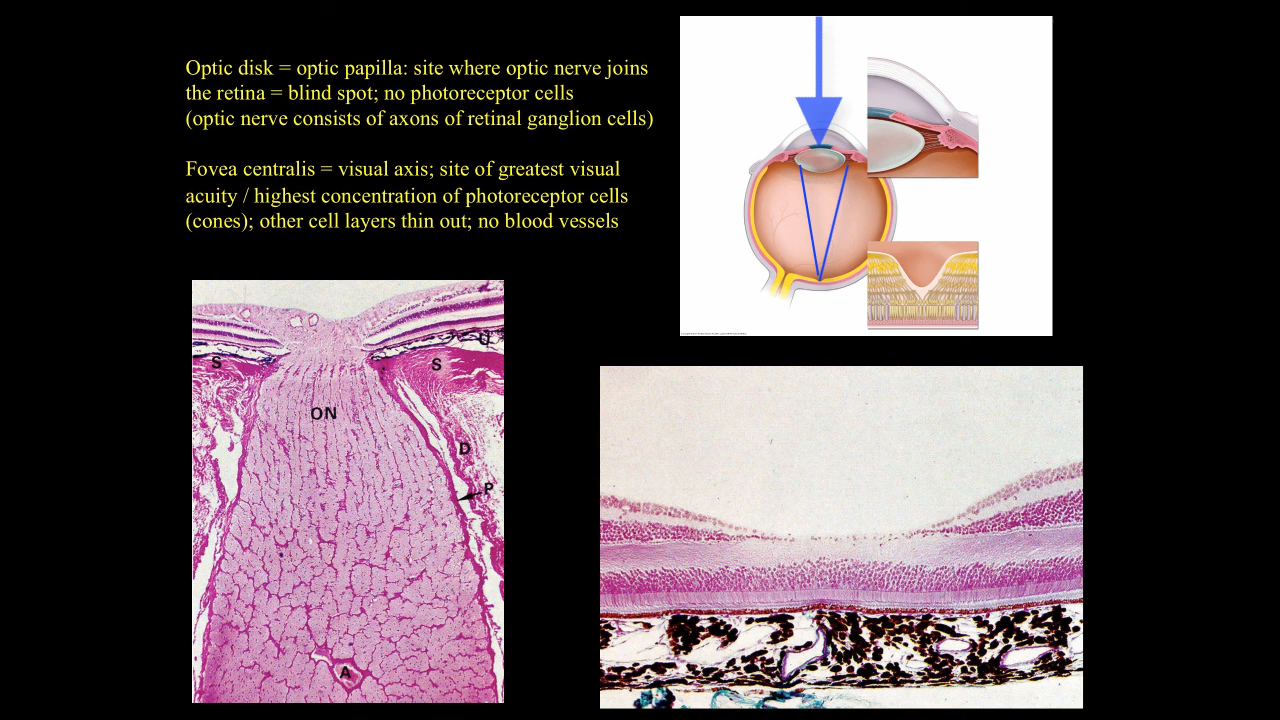 Optic disk = optic papilla: site where optic nerve joins
the retina = blind spot; no photoreceptor cells
(optic nerve consists of axons of retinal ganglion cells)
Fovea centralis = visual axis; site of greatest visual
acuity / highest concentration of photoreceptor cells
(cones); other cell layers thin out; no blood vessels
U
S
S
ON
D
P
A